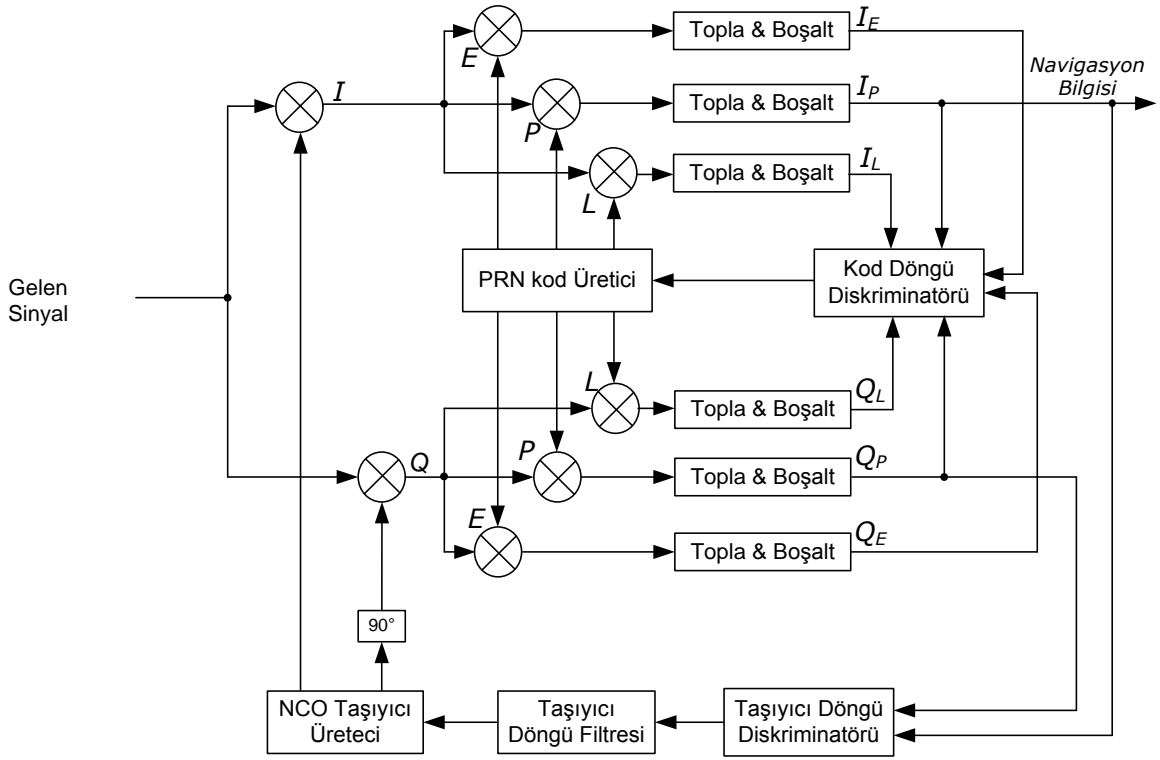 Topla & Boşalt
I_E
E
Navigasyon
Bilgisi
I
Topla & Boşalt
I_P
P
Topla & Boşalt
I_L
L
Gelen
Sinyal
PRN kod Üretici
Kod Döngü
Diskriminatörü
L
Topla & Boşalt
Q_L
Q
P
Topla & Boşalt
Q_P
E
Topla & Boşalt
Q_E
90°
NCO Taşıyıcı
Üreteci
Taşıyıcı
Döngü Filtresi
Taşıyıcı Döngü
Diskriminatörü